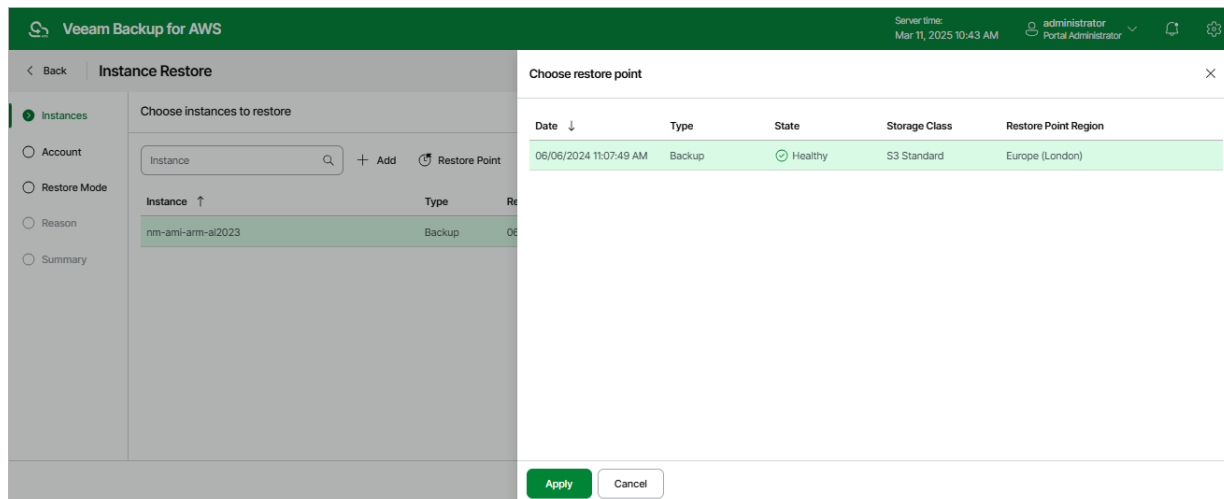 Veeam Backup for AWS
Server time:
Mar 11, 2025 10:43 AM
administrator
Portal Administrator
Back
Instance Restore
Instances
Account
Restore Mode
Reason
Summary
Choose instances to restore
Instance
Add
Restore Point
Instance Type Re
nm-ami-arm-al2023 Backup 06
Choose restore point
Date Type State Storage Class Restore Point Region
06/06/2024 11:07:49 AM Backup Healthy S3 Standard Europe (London)
Apply Cancel